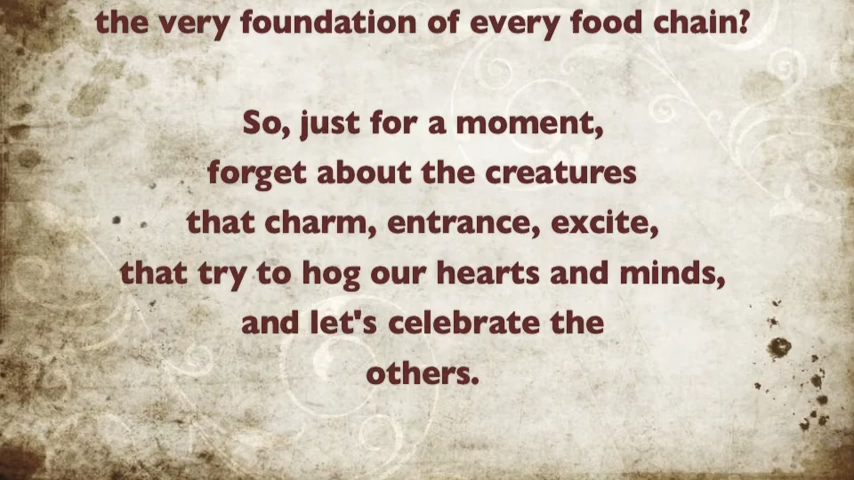 the very foundation of every food chain?
So, just for a moment,
forget about the creatures
that charm, entrance, excite,
that try to hog our hearts and minds,
and let's celebrate the
others.